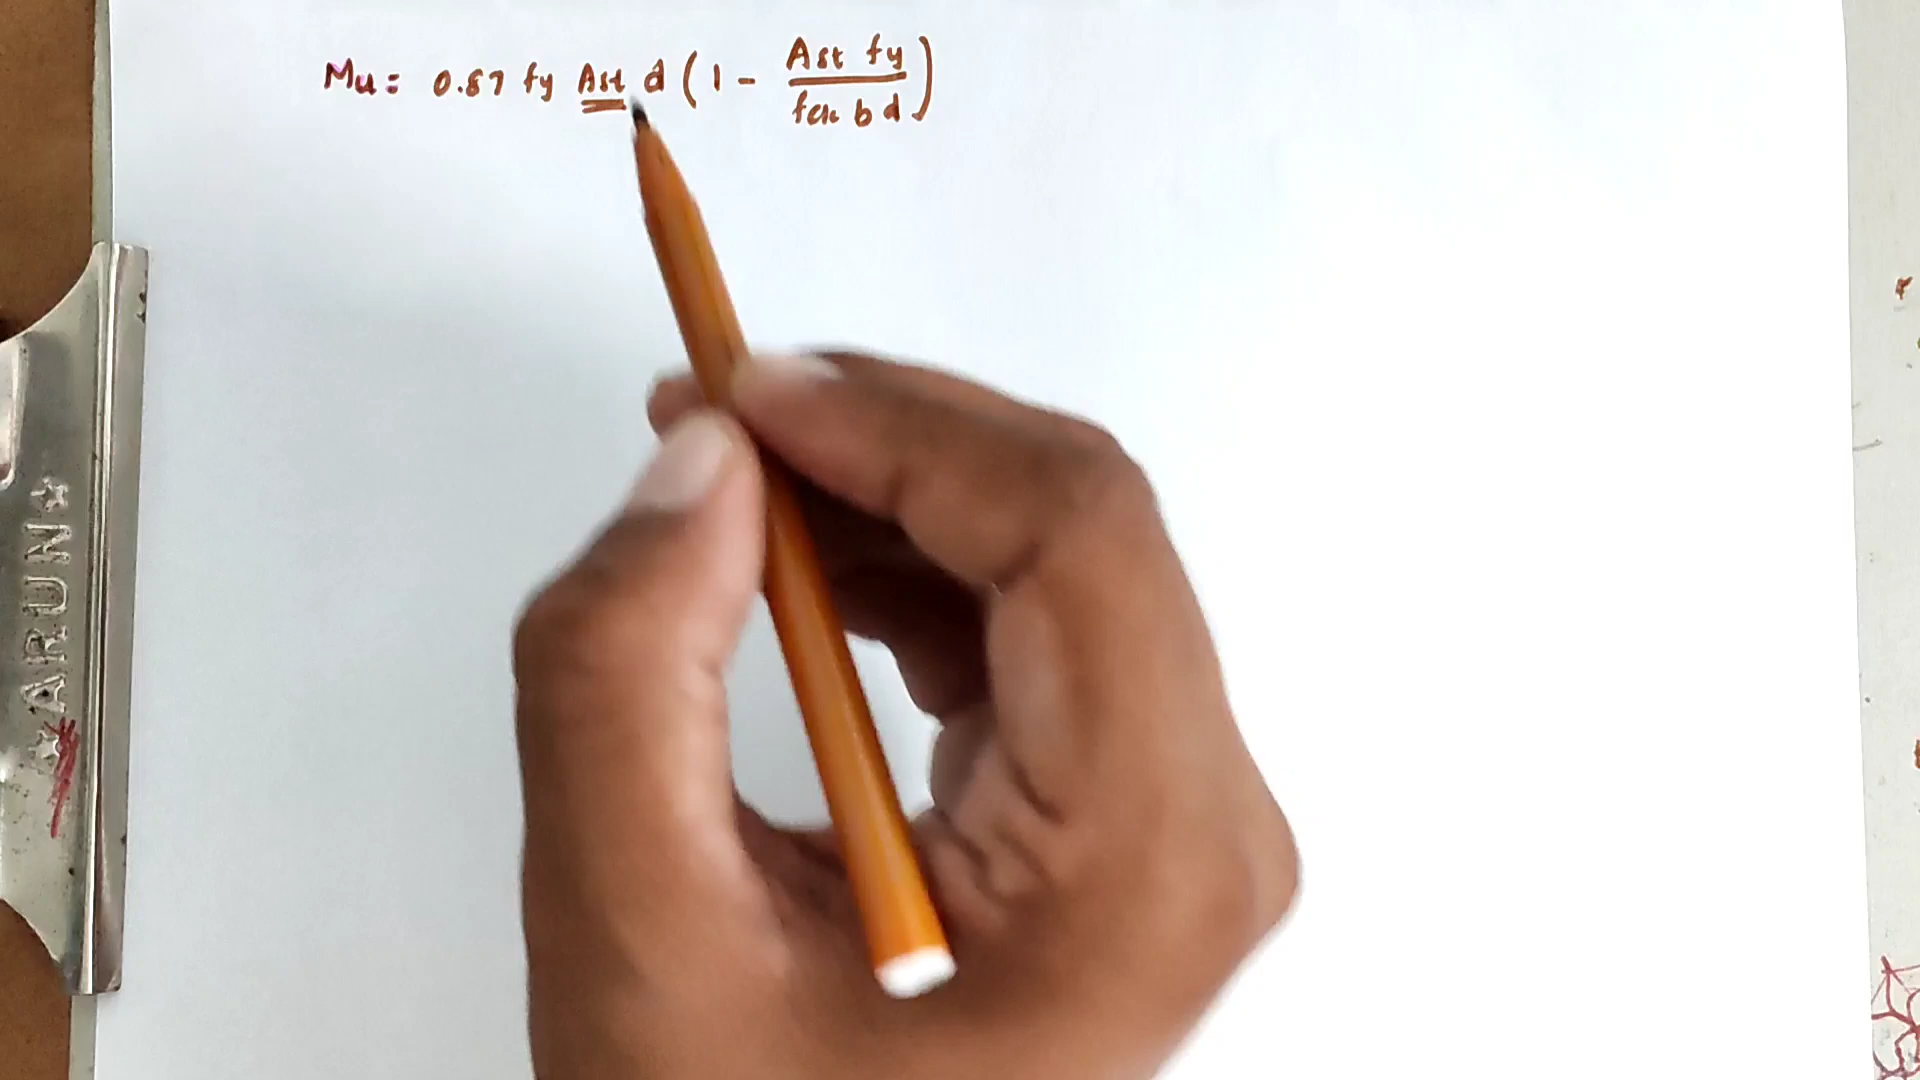 Mu = 0.87 fy Ast d (1 - Ast fy / fck b d)
★ARUN☆